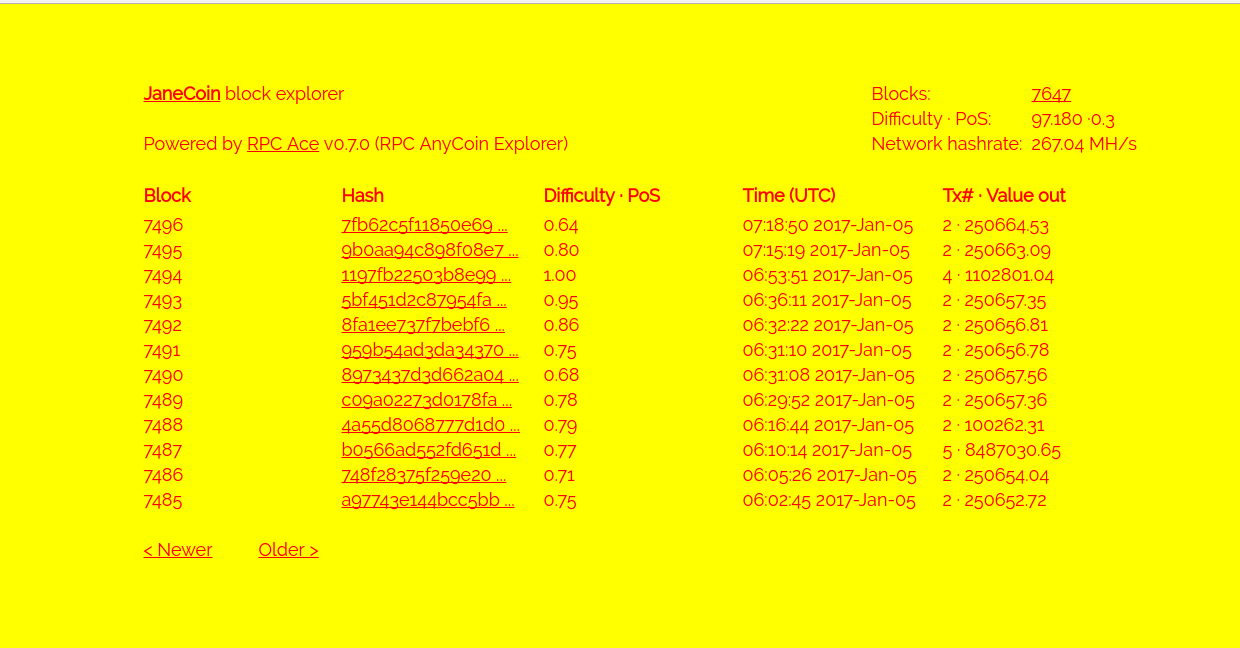 JaneCoin block explorer
Powered by RPC Ace v0.7.0 (RPC AnyCoin Explorer)
Blocks: 7647
Difficulty · PoS: 97.180 ·0.3
Network hashrate: 267.04 MH/s
Block Hash Difficulty · PoS Time (UTC) Tx# · Value out
7496 7fb62c5f11850e69 ... 0.64 07:18:50 2017-Jan-05 2 · 250664.53
7495 9b0aa94c898f08e7 ... 0.80 07:15:19 2017-Jan-05 2 · 250663.09
7494 1197fb22503b8e99 ... 1.00 06:53:51 2017-Jan-05 4 · 1102801.04
7493 5bf451d2c87954fa ... 0.95 06:36:11 2017-Jan-05 2 · 250657.35
7492 8fa1ee737f7bebf6 ... 0.86 06:32:22 2017-Jan-05 2 · 250656.81
7491 959b54ad3da34370 ... 0.75 06:31:10 2017-Jan-05 2 · 250656.78
7490 8973437d3d662a04 ... 0.68 06:31:08 2017-Jan-05 2 · 250657.56
7489 c09a02273d0178fa ... 0.78 06:29:52 2017-Jan-05 2 · 250657.36
7488 4a55d8068777d1d0 ... 0.79 06:16:44 2017-Jan-05 2 · 100262.31
7487 b0566ad552fd651d ... 0.77 06:10:14 2017-Jan-05 5 · 8487030.65
7486 748f28375f259e20 ... 0.71 06:05:26 2017-Jan-05 2 · 250654.04
7485 a97743e144bcc5bb ... 0.75 06:02:45 2017-Jan-05 2 · 250652.72
< Newer Older >